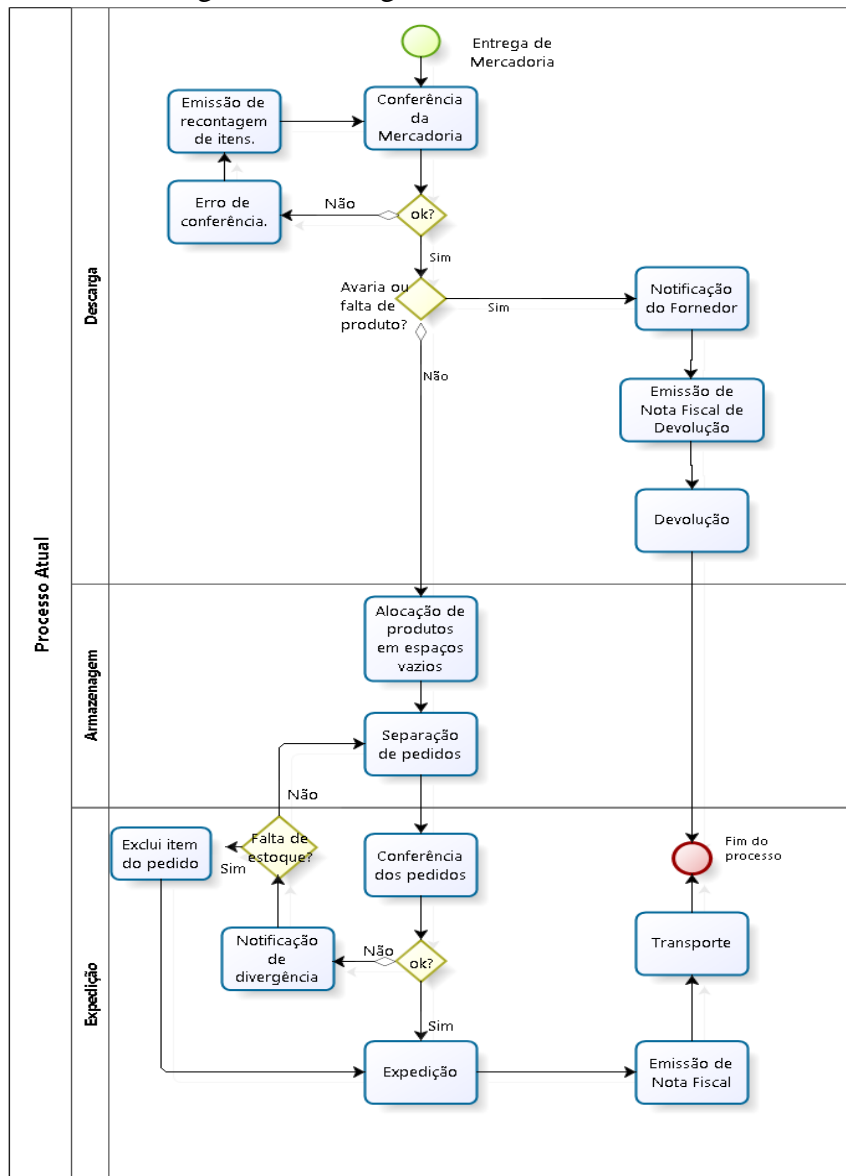 Entrega de
Mercadoria
Emissão de
recontagem
de itens.
Conferência
da
Mercadoria
Erro de
conferência.
Não
ok?
Sim
Avaria ou
falta de
produto?
Sim
Notificação
do Fornedor
Não
Emissão de
Nota Fiscal de
Devolução
Devolução
Descarga
Processo Atual
Alocação de
produtos
em espaços
vazios
Armazenagem
Separação
de pedidos
Não
Exclui item
do pedido
Sim
Falta de
estoque?
Conferência
dos pedidos
Fim do
processo
Notificação
de
divergência
Não
ok?
Transporte
Expedição
Sim
Expedição
Emissão de
Nota Fiscal